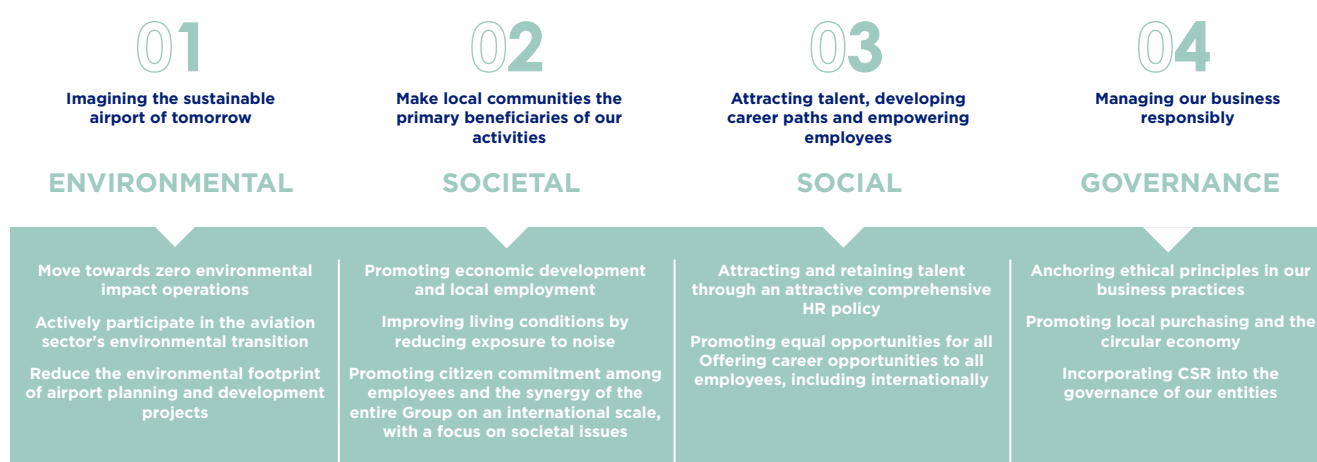 01
Imagining the sustainable
airport of tomorrow
ENVIRONMENTAL
Move towards zero environmental
impact operations
Actively participate in the aviation
sector's environmental transition
Reduce the environmental footprint
of airport planning and development
projects
02
Make local communities the
primary beneficiaries of our
activities
SOCIETAL
Promoting economic development
and local employment
Improving living conditions by
reducing exposure to noise
Promoting citizen commitment among
employees and the synergy of the
entire Group on an international scale,
with a focus on societal issues
03
Attracting talent, developing
career paths and empowering
employees
SOCIAL
Attracting and retaining talent
through an attractive comprehensive
HR policy
Promoting equal opportunities for all
Offering career opportunities to all
employees, including internationally
04
Managing our business
responsibly
GOVERNANCE
Anchoring ethical principles in our
business practices
Promoting local purchasing and the
circular economy
Incorporating CSR into the
governance of our entities